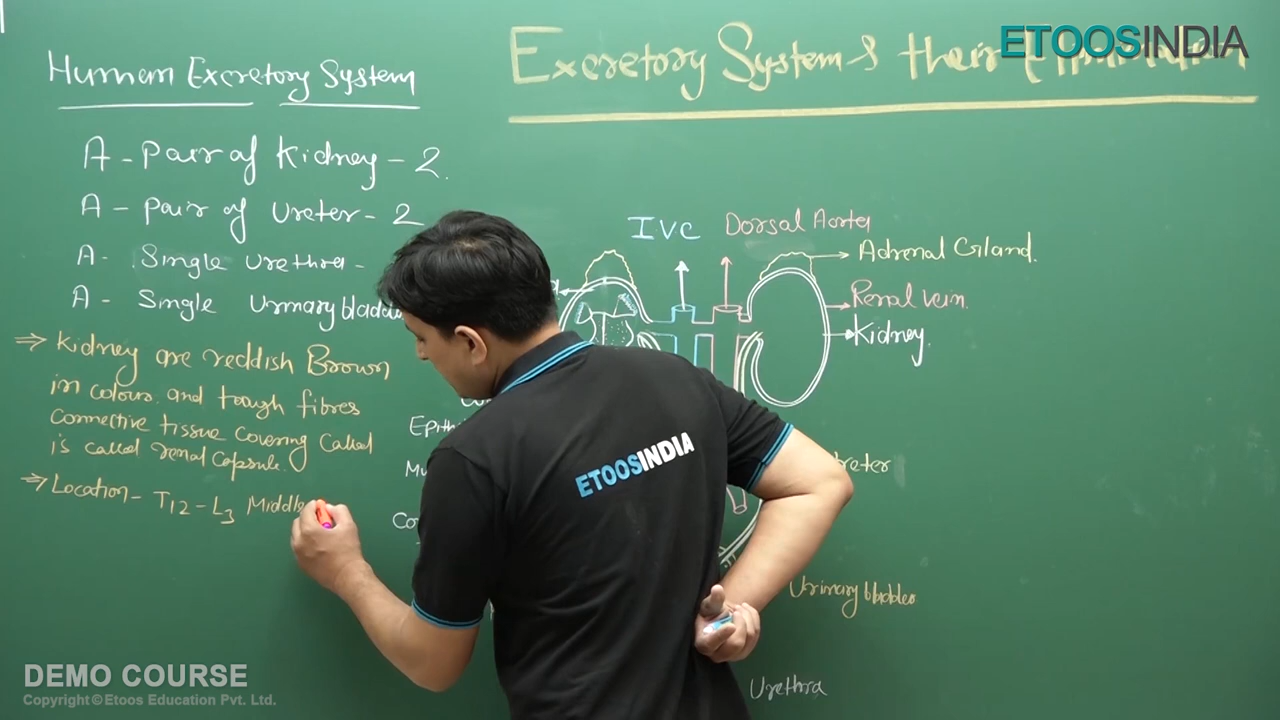 ETOOSINDIA
Excretory System & their
Human Excretory System
A - Pair of Kidney - 2.
A - Pair of Ureter - 2
A - Single Urethra -
A - Single Urinary bladder
⇒ Kidney are reddish Brown
in colour and tough fibres
connective tissue covering Called
is called renal capsule.
⇒ Location - T12 - L3 Middle
IVC
Dorsal Aorta
Adrenal Gland.
Renal vein.
Kidney.
Urinary bladder
Urethra
ETOOSINDIA
DEMO COURSE
Copyright © Etoos Education Pvt. Ltd.